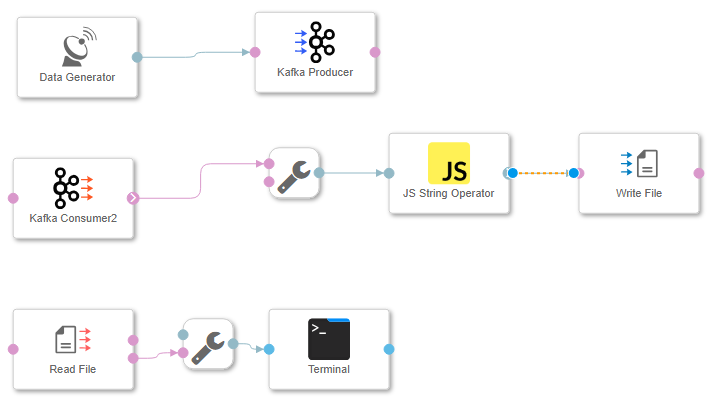 Data Generator
Kafka Producer
Kafka Consumer2
JS
JS String Operator
Write File
Read File
>_
Terminal